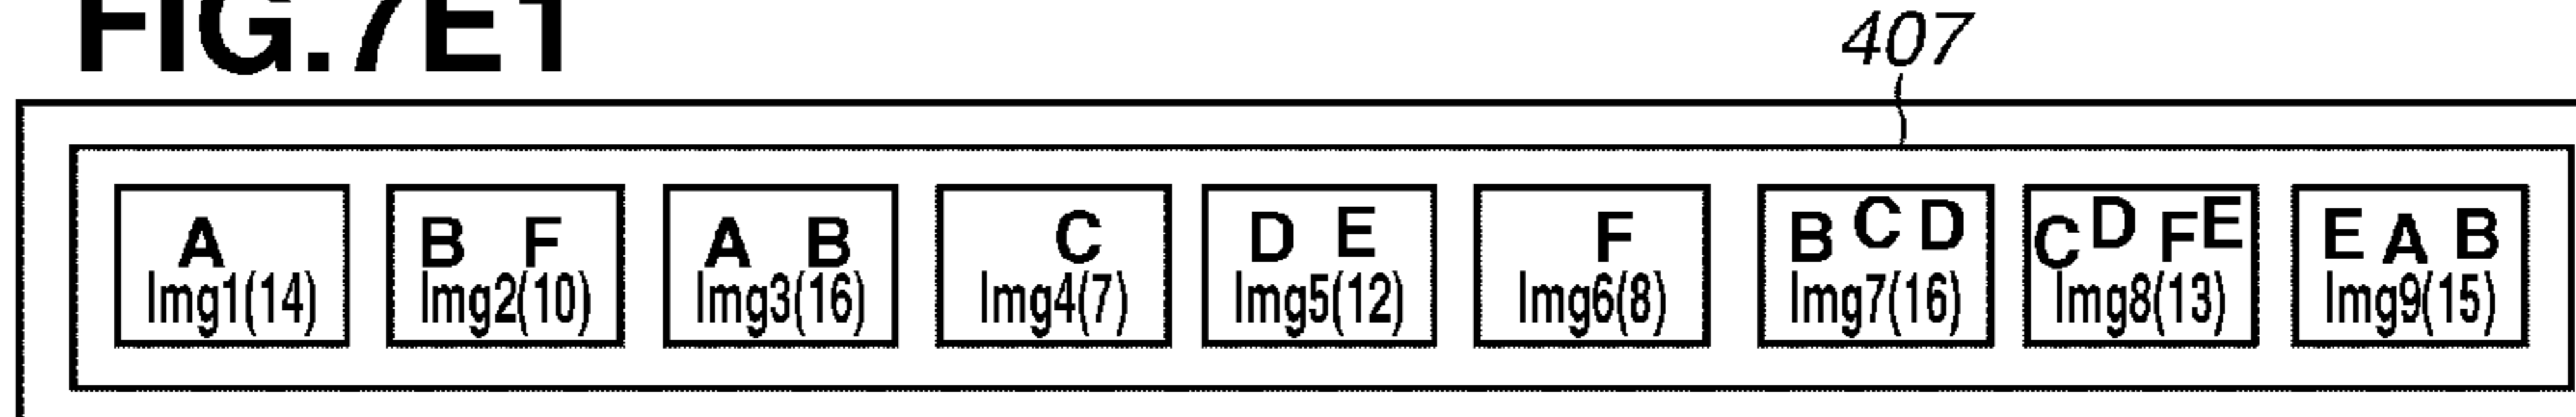 FIG.7E1
407
A B F A B C D E F B C D C D F E E A B
Img1(14) Img2(10) Img3(16) Img4(7) Img5(12) Img6(8) Img7(16) Img8(13) Img9(15)